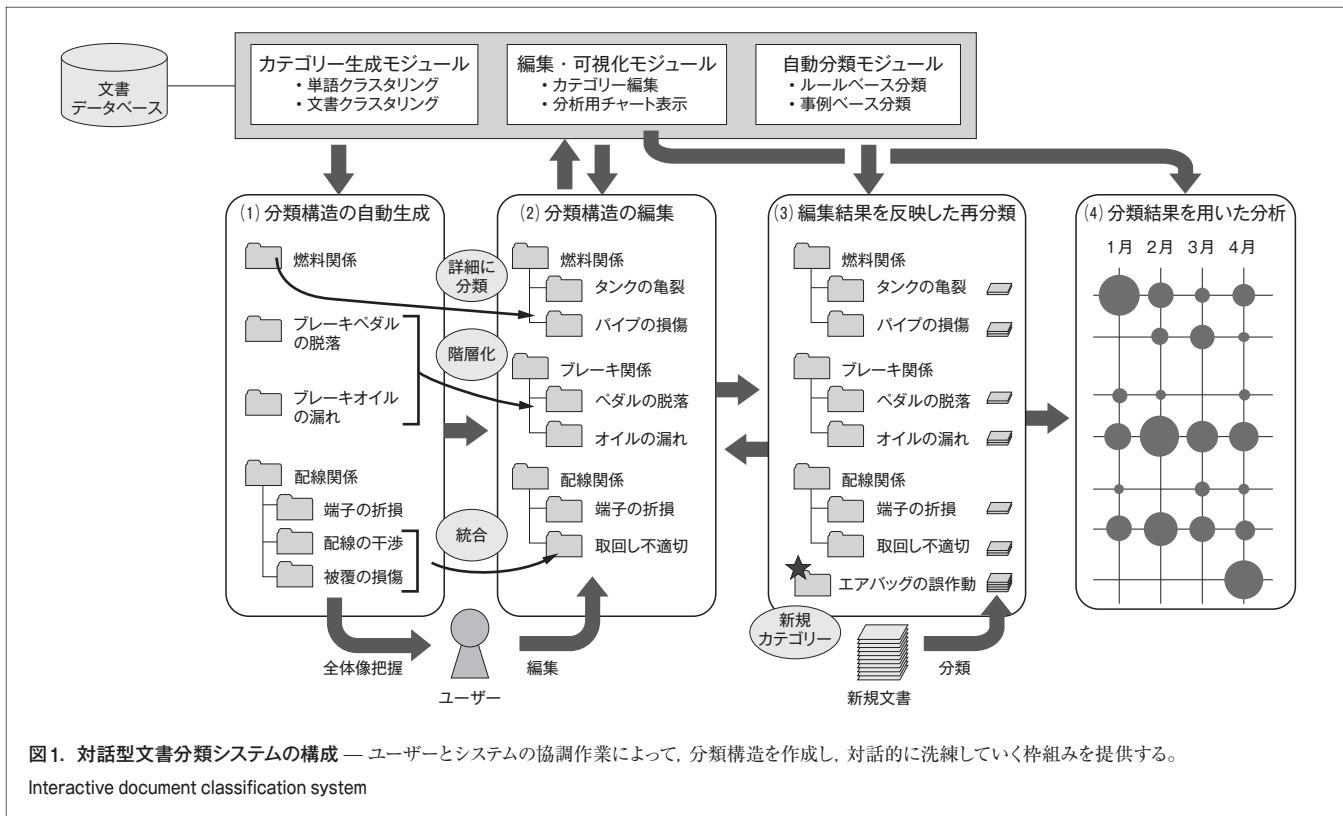 文書
データベース
カテゴリー生成モジュール
・単語クラスタリング
・文書クラスタリング
編集・可視化モジュール
・カテゴリー編集
・分析用チャート表示
自動分類モジュール
・ルールベース分類
・事例ベース分類
(1) 分類構造の自動生成
燃料関係
ブレーキペダル
の脱落
ブレーキオイル
の漏れ
配線関係
端子の折損
配線の干渉
被覆の損傷
詳細に
分類
階層化
統合
(2) 分類構造の編集
燃料関係
タンクの亀裂
パイプの損傷
ブレーキ関係
ペダルの脱落
オイルの漏れ
配線関係
端子の折損
取回し不適切
(3) 編集結果を反映した再分類
燃料関係
タンクの亀裂
パイプの損傷
ブレーキ関係
ペダルの脱落
オイルの漏れ
配線関係
端子の折損
取回し不適切
エアバッグの誤作動
新規
カテゴリー
(4) 分類結果を用いた分析
1月 2月 3月 4月
全体像把握
ユーザー
編集
新規文書
分類
図1. 対話型文書分類システムの構成 — ユーザーとシステムの協調作業によって, 分類構造を作成し, 対話的に洗練していく枠組みを提供する。
Interactive document classification system